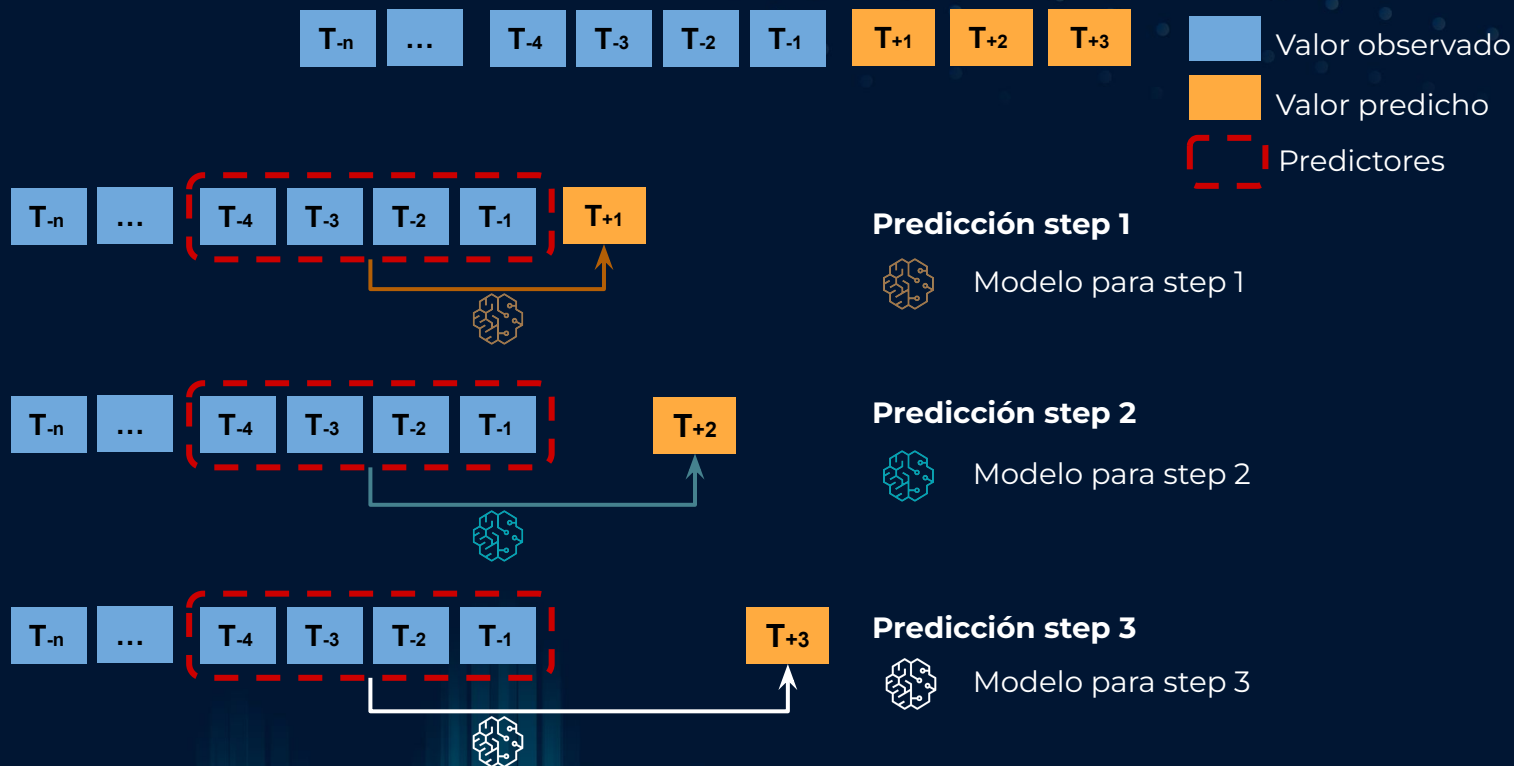 T-n ... T-4 T-3 T-2 T-1 T+1 T+2 T+3
Valor observado
Valor predicho
Predictores
T-n ... T-4 T-3 T-2 T-1 T+1
Predicción step 1
Modelo para step 1
T-n ... T-4 T-3 T-2 T-1 T+2
Predicción step 2
Modelo para step 2
T-n ... T-4 T-3 T-2 T-1 T+3
Predicción step 3
Modelo para step 3